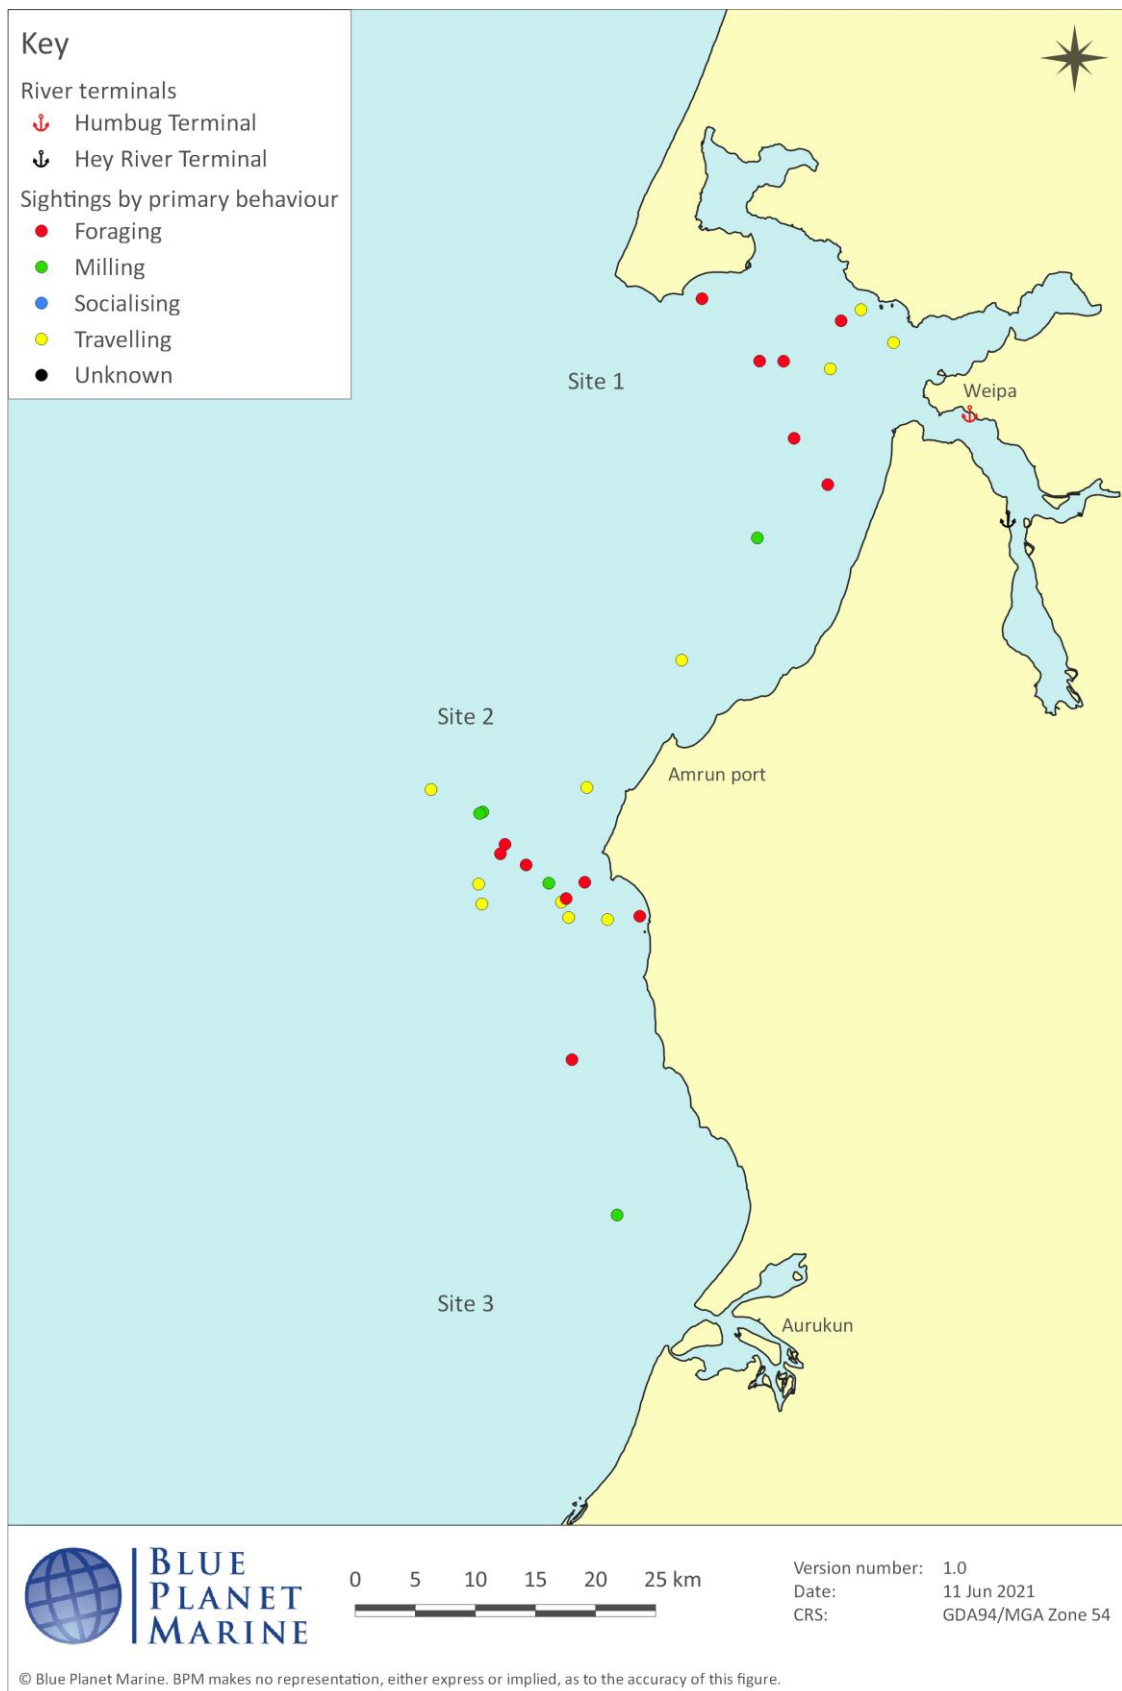 Key
River terminals
Humbug Terminal
Hey River Terminal
Sightings by primary behaviour
Foraging
Milling
Socialising
Travelling
Unknown
Site 1
Weipa
Site 2
Amrun port
Site 3
Aurukun
BLUE
PLANET
MARINE
0 5 10 15 20 25 km
Version number: 1.0
Date: 11 Jun 2021
CRS: GDA94/MGA Zone 54
© Blue Planet Marine. BPM makes no representation, either express or implied, as to the accuracy of this figure.